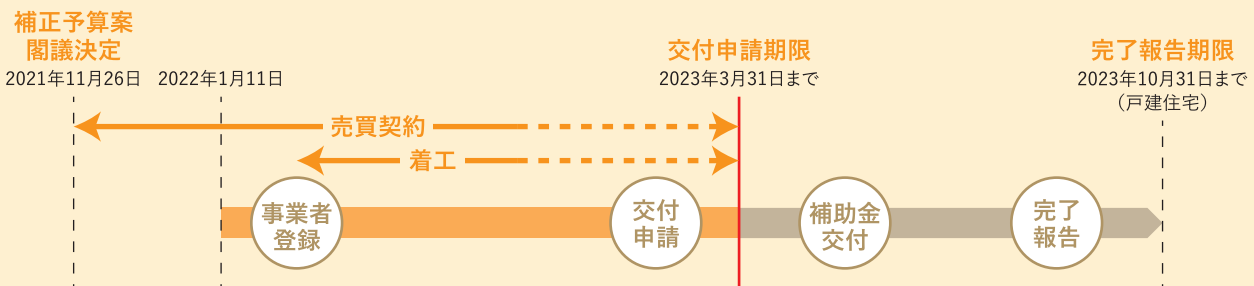 補正予算案
閣議決定
2021年11月26日
2022年1月11日
交付申請期限
2023年3月31日まで
完了報告期限
2023年10月31日まで
（戸建住宅）
売買契約
着工
事業者
登録
交付
申請
補助金
交付
完了
報告